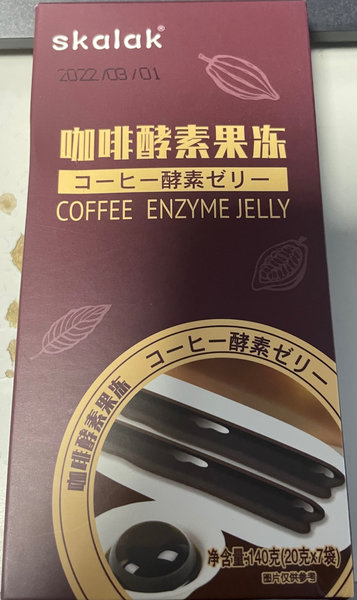 skalak®
2022/03/01
咖啡酵素果冻
コーヒー酵素ゼリー
COFFEE ENZYME JELLY
咖啡酵素果冻 コーヒー酵素ゼリー
净含量:140克(20克x7袋)
图片仅供参考